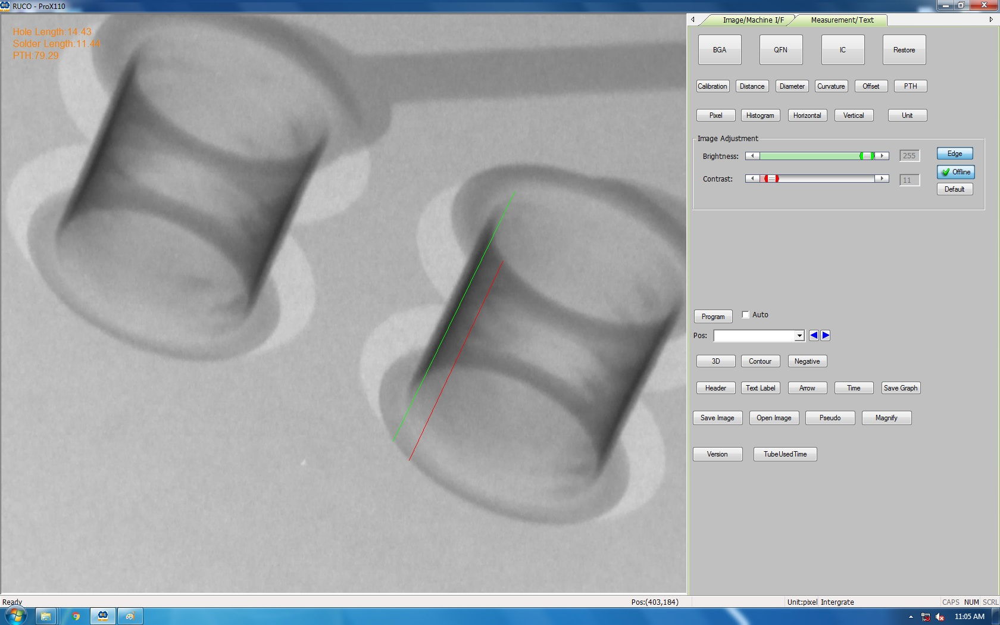 RUCO - ProX110
Image/Machine I/F Measurement/Text
Hole Length:14.43
Solder Length:11.44
PTH:79.29
BGA QFN IC Restore
Calibration Distance Diameter Curvature Offset PTH
Pixel Histogram Horizontal Vertical Unit
Image Adjustment
Brightness: 255 Edge
Offline
Contrast: 11
Default
Program Auto
Pos:
3D Contour Negative
Header Text Label Arrow Time Save Graph
Save Image Open Image Pseudo Magnify
Version TubeUsedTime
Ready Pos:(403,184) Unit:pixel Intergrate CAPS NUM SCRL
11:05 AM